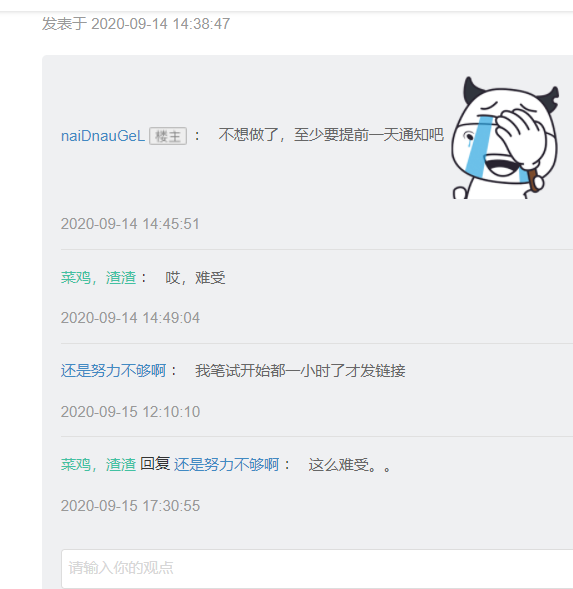 发表于 2020-09-14 14:38:47
naiDnauGeL 楼主 ： 不想做了，至少要提前一天通知吧
2020-09-14 14:45:51
菜鸡，渣渣 ： 哎，难受
2020-09-14 14:49:04
还是努力不够啊 ： 我笔试开始都一小时了才发链接
2020-09-15 12:10:10
菜鸡，渣渣 回复 还是努力不够啊 ： 这么难受。。
2020-09-15 17:30:55
请输入你的观点